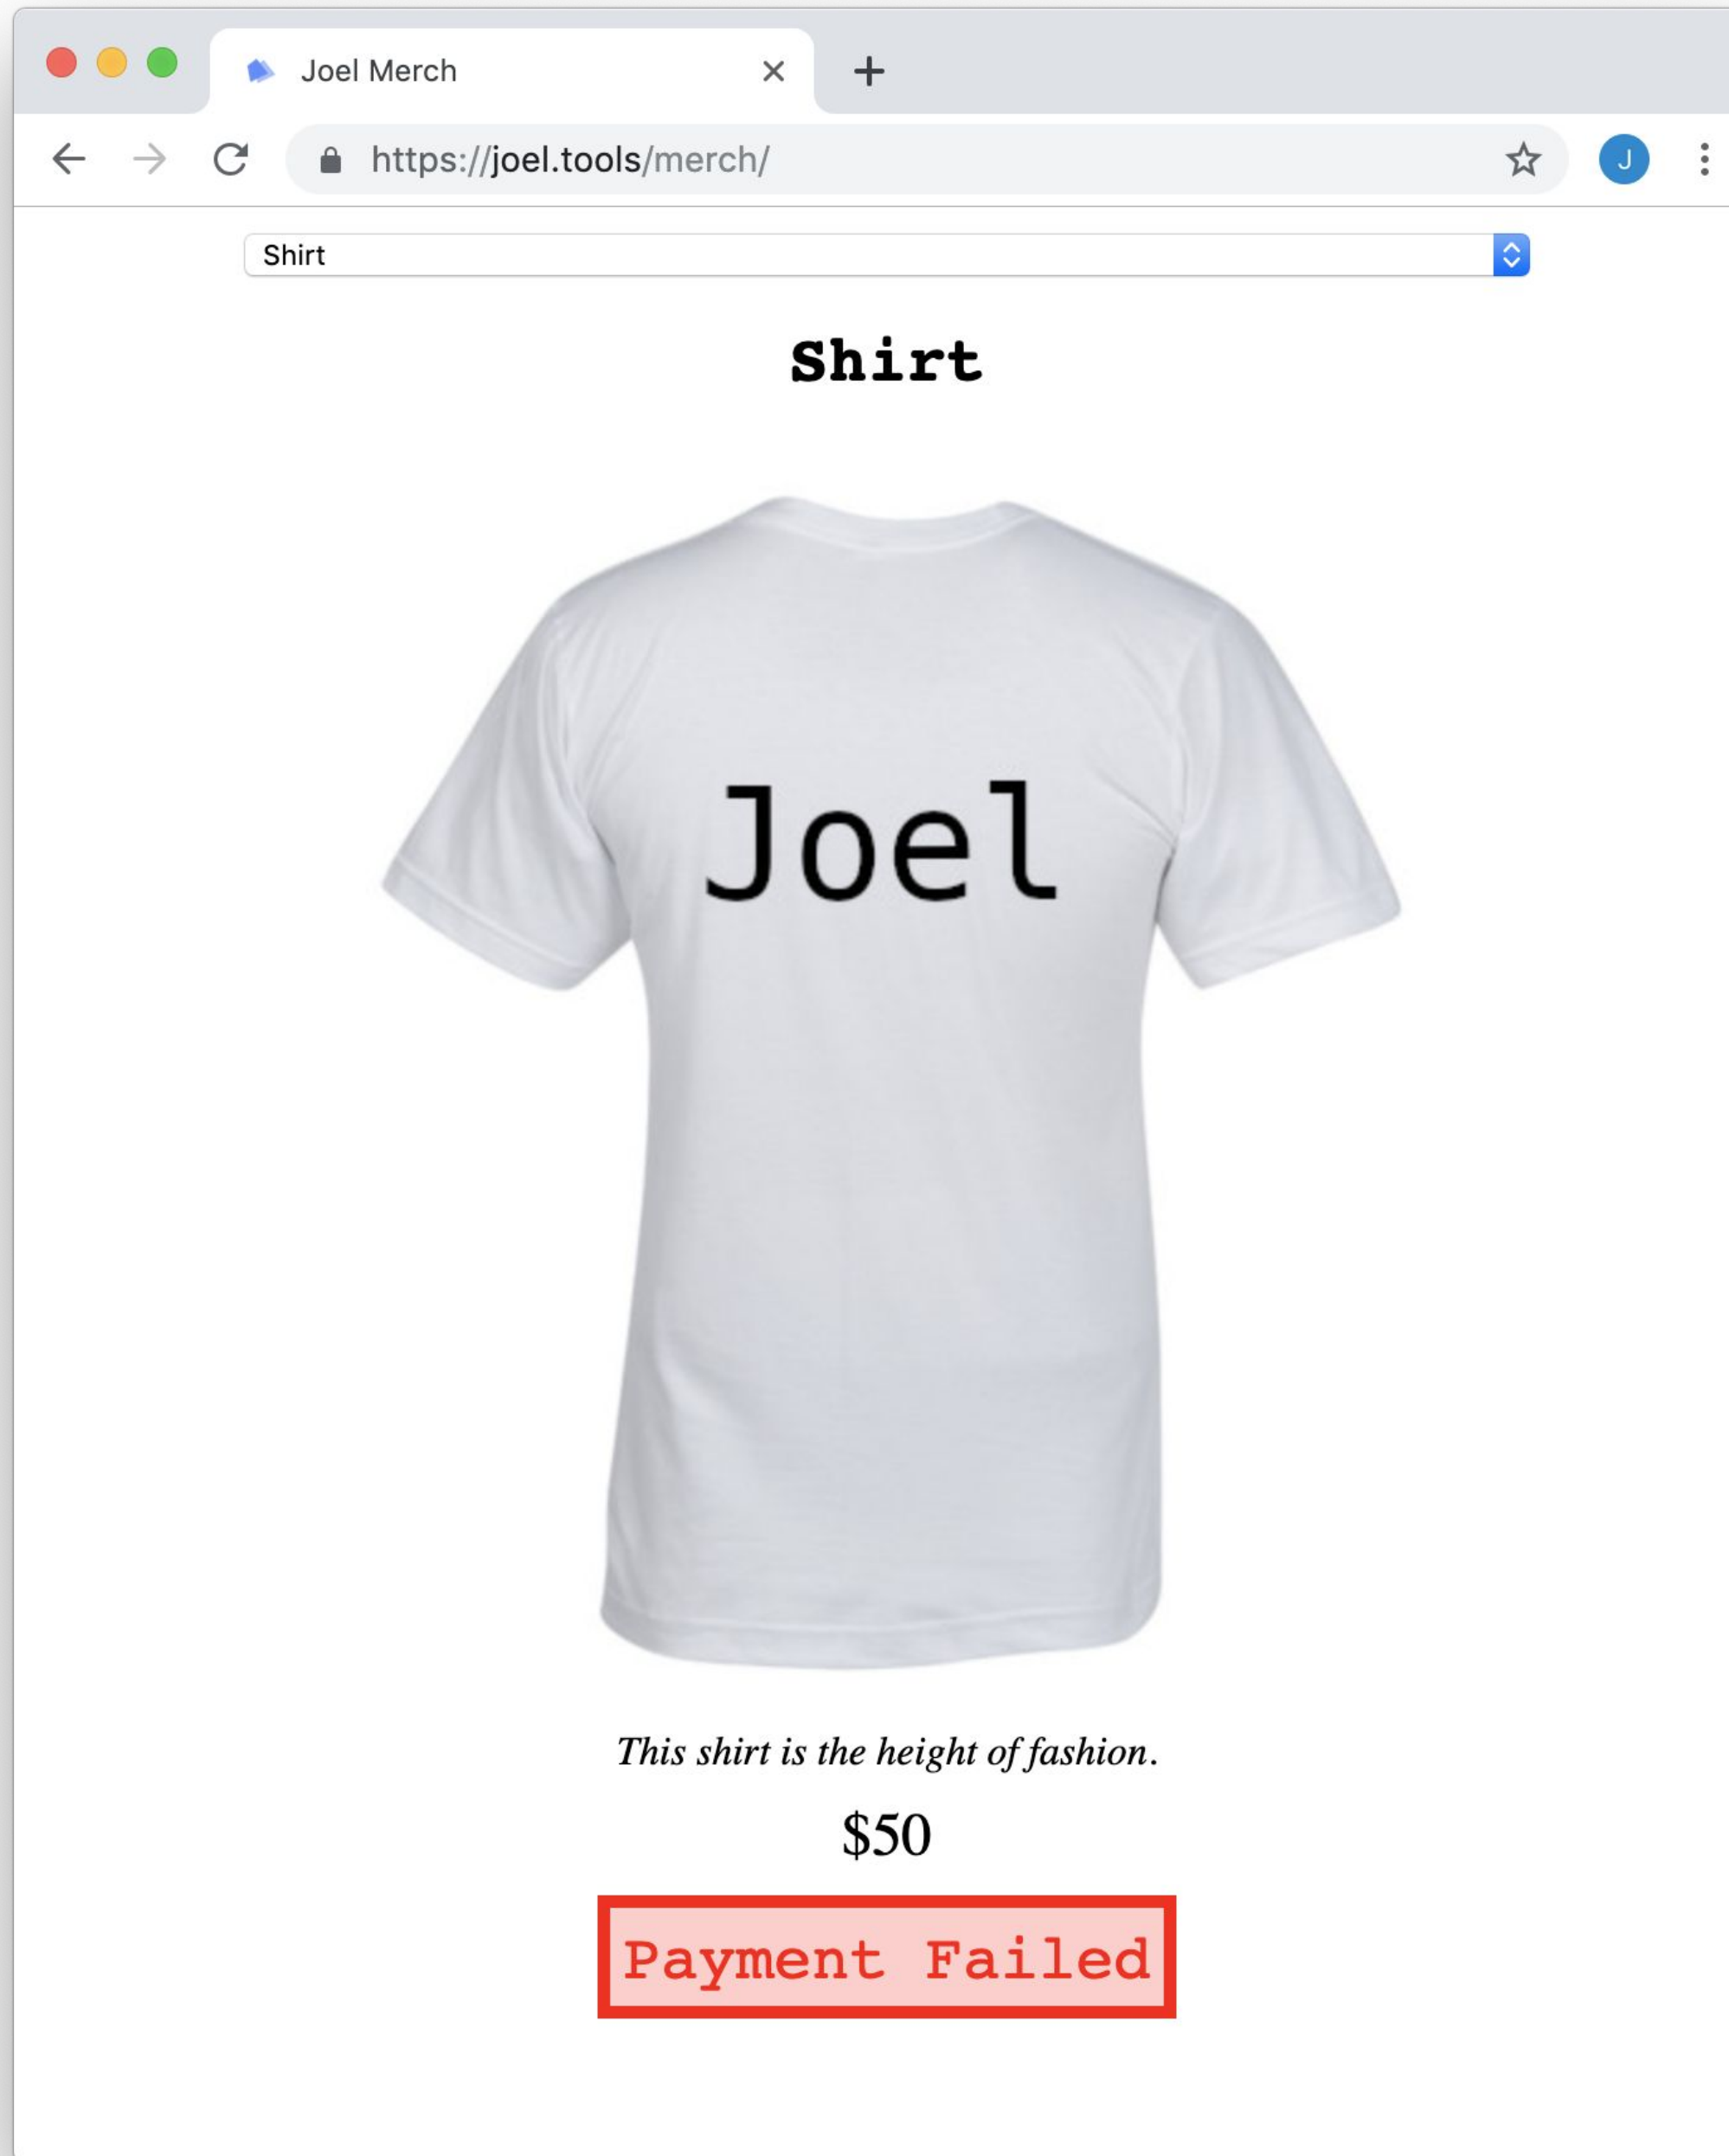 Joel Merch
https://joel.tools/merch/
J
Shirt
Shirt
Joel
This shirt is the height of fashion.
$50
Payment Failed